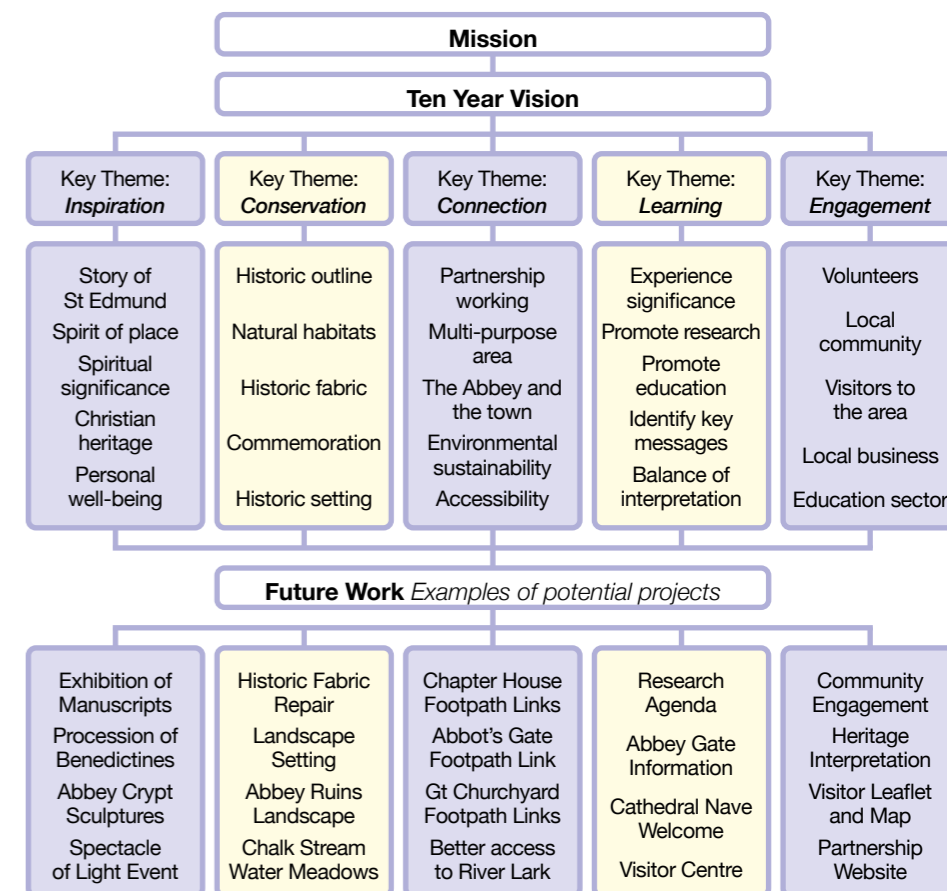 Mission
Ten Year Vision
Key Theme:
Inspiration
Key Theme:
Conservation
Key Theme:
Connection
Key Theme:
Learning
Key Theme:
Engagement
Story of
St Edmund
Spirit of place
Spiritual
significance
Christian
heritage
Personal
well-being
Historic outline
Natural habitats
Historic fabric
Commemoration
Historic setting
Partnership
working
Multi-purpose
area
The Abbey and
the town
Environmental
sustainability
Accessibility
Experience
significance
Promote research
Promote
education
Identify key
messages
Balance of
interpretation
Volunteers
Local
community
Visitors to
the area
Local business
Education sector
Future Work Examples of potential projects
Exhibition of
Manuscripts
Procession of
Benedictines
Abbey Crypt
Sculptures
Spectacle
of Light Event
Historic Fabric
Repair
Landscape
Setting
Abbey Ruins
Landscape
Chalk Stream
Water Meadows
Chapter House
Footpath Links
Abbot's Gate
Footpath Link
Gt Churchyard
Footpath Links
Better access
to River Lark
Research
Agenda
Abbey Gate
Information
Cathedral Nave
Welcome
Visitor Centre
Community
Engagement
Heritage
Interpretation
Visitor Leaflet
and Map
Partnership
Website